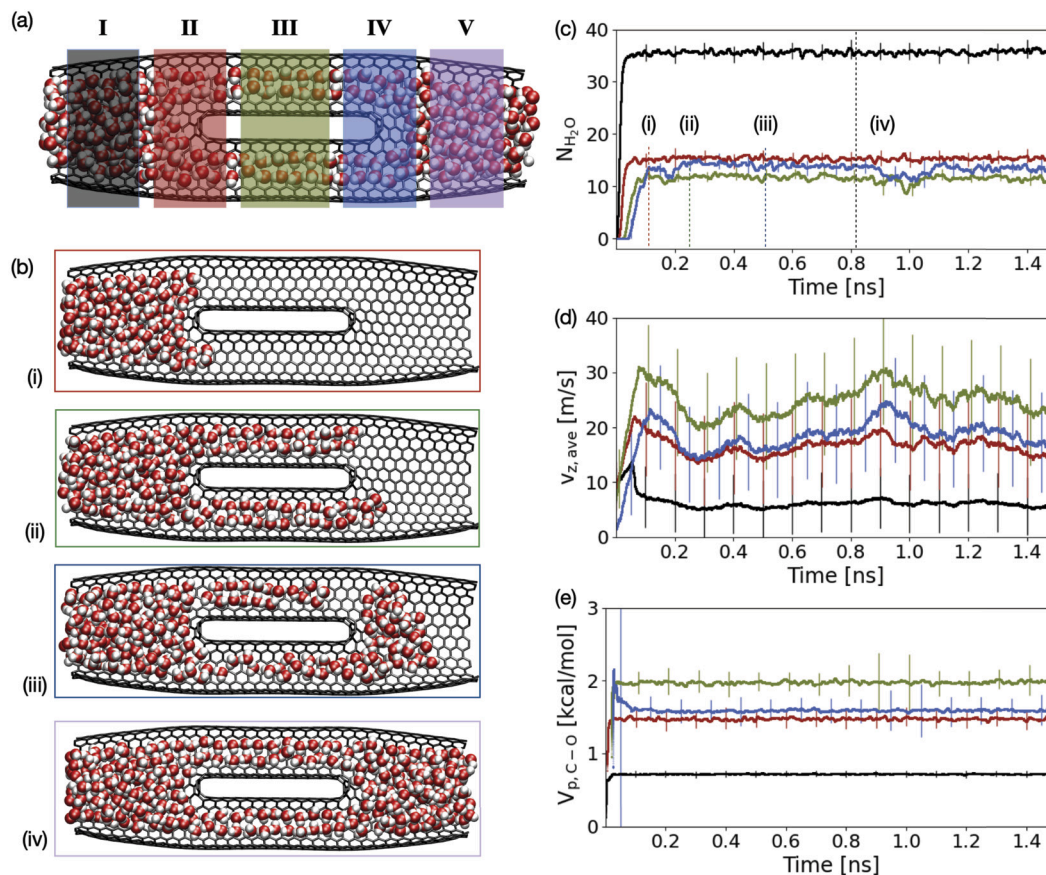 (a)
I II III IV V
(b)
(i)
(ii)
(iii)
(iv)
(c)
N_H2O
40
30
20
10
0
(i) (ii) (iii) (iv)
0.2 0.4 0.6 0.8 1.0 1.2 1.4
Time [ns]
(d)
v_z, ave [m/s]
40
30
20
10
0
0.2 0.4 0.6 0.8 1.0 1.2 1.4
Time [ns]
(e)
V_p, C-O [kcal/mol]
3
2
1
0
0.2 0.4 0.6 0.8 1.0 1.2 1.4
Time [ns]